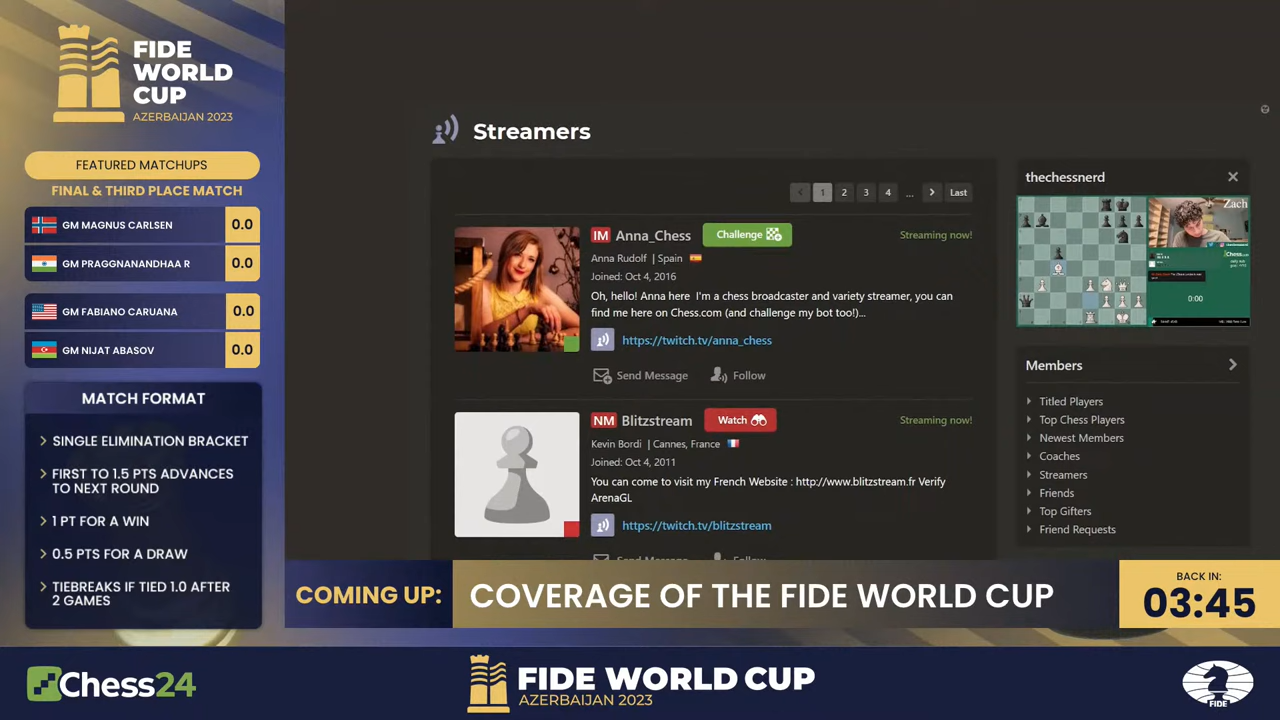 FIDE
WORLD
CUP
AZERBAIJAN 2023
FEATURED MATCHUPS
FINAL & THIRD PLACE MATCH
GM MAGNUS CARLSEN 0.0
GM PRAGGNANANDHAA R 0.0
GM FABIANO CARUANA 0.0
GM NIJAT ABASOV 0.0
MATCH FORMAT
SINGLE ELIMINATION BRACKET
FIRST TO 1.5 PTS ADVANCES
TO NEXT ROUND
1 PT FOR A WIN
0.5 PTS FOR A DRAW
TIEBREAKS IF TIED 1.0 AFTER
2 GAMES
Streamers
1 2 3 4 ... Last
IM Anna_Chess Challenge Streaming now!
Anna Rudolf | Spain
Joined: Oct 4, 2016
Oh, hello! Anna here I'm a chess broadcaster and variety streamer, you can
find me here on Chess.com (and challenge my bot too!)...
https://twitch.tv/anna_chess
Send Message Follow
NM Blitzstream Watch Streaming now!
Kevin Bordi | Cannes, France
Joined: Oct 4, 2011
You can come to visit my French Website : http://www.blitzstream.fr Verify
ArenaGL
https://twitch.tv/blitzstream
Send Message Follow
thechessnerd
Zach
0:00
Members
Titled Players
Top Chess Players
Newest Members
Coaches
Streamers
Friends
Top Gifters
Friend Requests
COMING UP: COVERAGE OF THE FIDE WORLD CUP
BACK IN:
03:45
Chess24
FIDE WORLD CUP
AZERBAIJAN 2023
FIDE